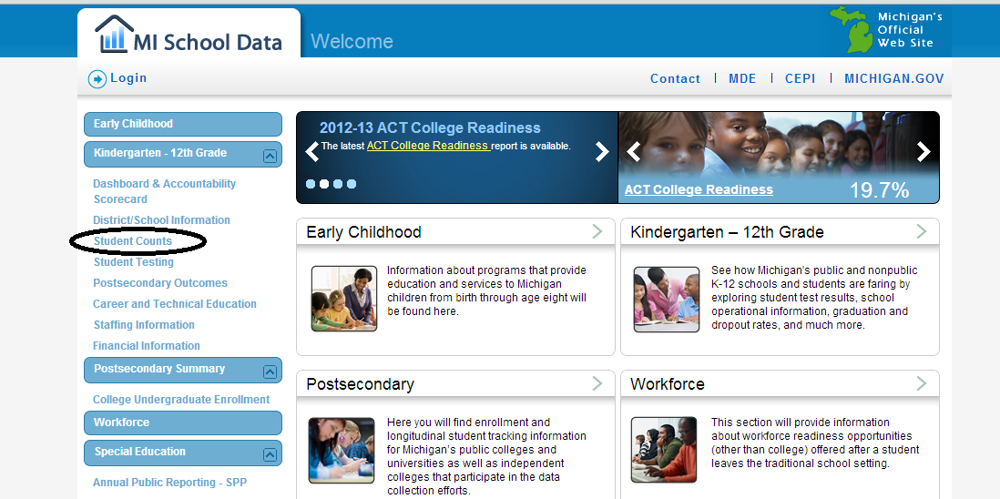 MI School Data
Welcome
Michigan's
Official
Web Site
Login
Contact | MDE | CEPI | MICHIGAN.GOV
Early Childhood
Kindergarten - 12th Grade
Dashboard & Accountability
Scorecard
District/School Information
Student Counts
Student Testing
Postsecondary Outcomes
Career and Technical Education
Staffing Information
Financial Information
Postsecondary Summary
College Undergraduate Enrollment
Workforce
Special Education
Annual Public Reporting - SPP
2012-13 ACT College Readiness
The latest ACT College Readiness report is available.
ACT College Readiness
19.7%
Early Childhood
Information about programs that provide
education and services to Michigan
children from birth through age eight will
be found here.
Kindergarten – 12th Grade
See how Michigan's public and nonpublic
K-12 schools and students are faring by
exploring student test results, school
operational information, graduation and
dropout rates, and much more.
Postsecondary
Here you will find enrollment and
longitudinal student tracking information
for Michigan's public colleges and
universities as well as independent
colleges that participate in the data
collection efforts.
Workforce
This section will provide information
about workforce readiness opportunities
(other than college) offered after a student
leaves the traditional school setting.